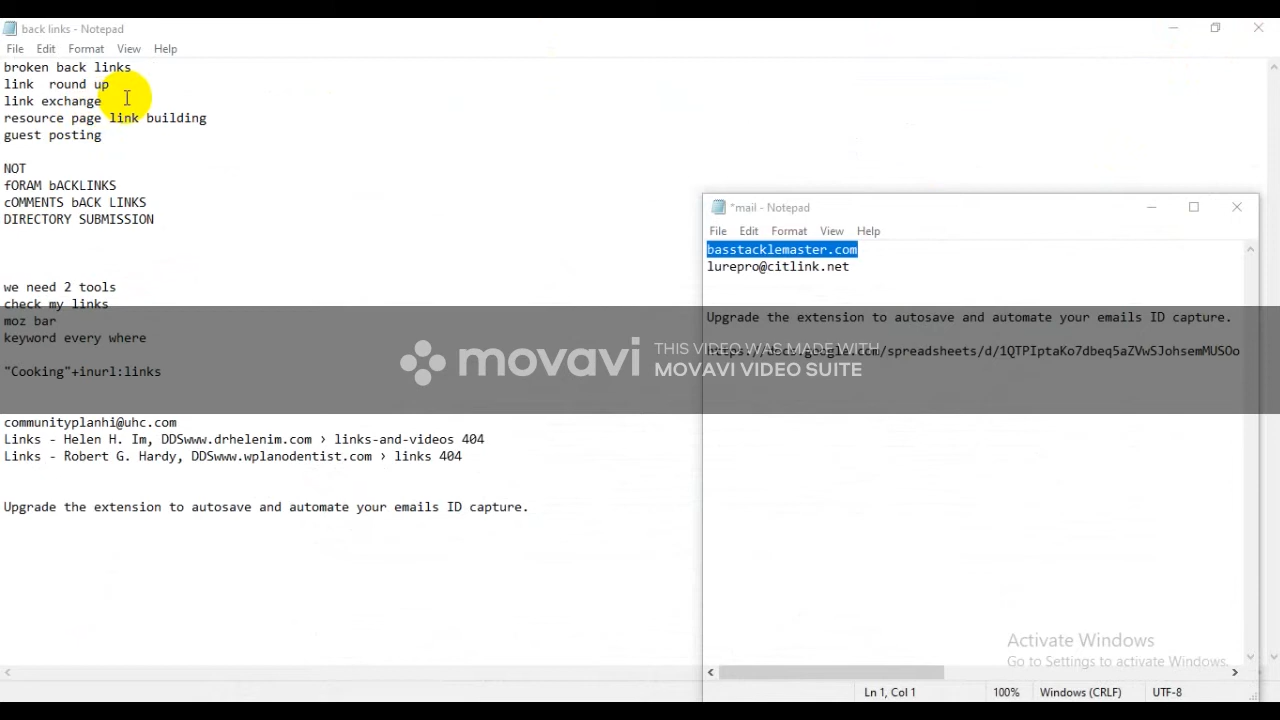 back links - Notepad
File Edit Format View Help
broken back links
link  round up
link exchange
resource page link building
guest posting
NOT
fORAM bACKLINKS
cOMMENTS bACK LINKS
DIRECTORY SUBMISSION
we need 2 tools
check my links
moz bar
keyword every where
"Cooking"+inurl:links
communityplanhi@uhc.com
Links - Helen H. Im, DDSwww.drhelenim.com › links-and-videos 404
Links - Robert G. Hardy, DDSwww.wplanodentist.com › links 404
Upgrade the extension to autosave and automate your emails ID capture.
*mail - Notepad
File Edit Format View Help
basstacklemaster.com
lurepro@citlink.net
Upgrade the extension to autosave and automate your emails ID capture.
https://docs.google.com/spreadsheets/d/1QTPIptaKo7dbeq5aZVwSJohsemMUSOo
movavi
THIS VIDEO WAS MADE WITH
MOVAVI VIDEO SUITE
Activate Windows
Go to Settings to activate Windows.
Ln 1, Col 1 100% Windows (CRLF) UTF-8